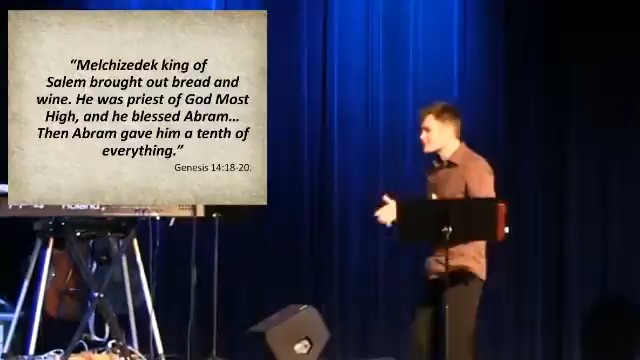 “Melchizedek king of
Salem brought out bread and
wine. He was priest of God Most
High, and he blessed Abram...
Then Abram gave him a tenth of
everything.”
Genesis 14:18-20.
Roland